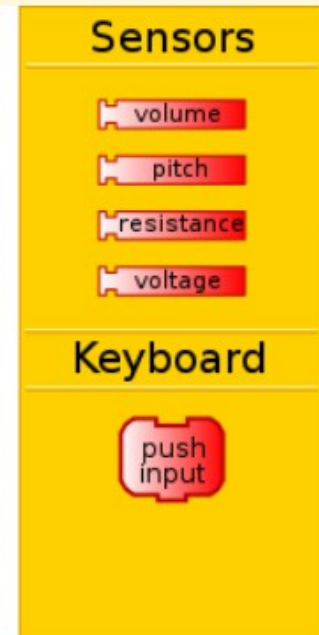 Sensors
volume
pitch
resistance
voltage
Keyboard
push
input